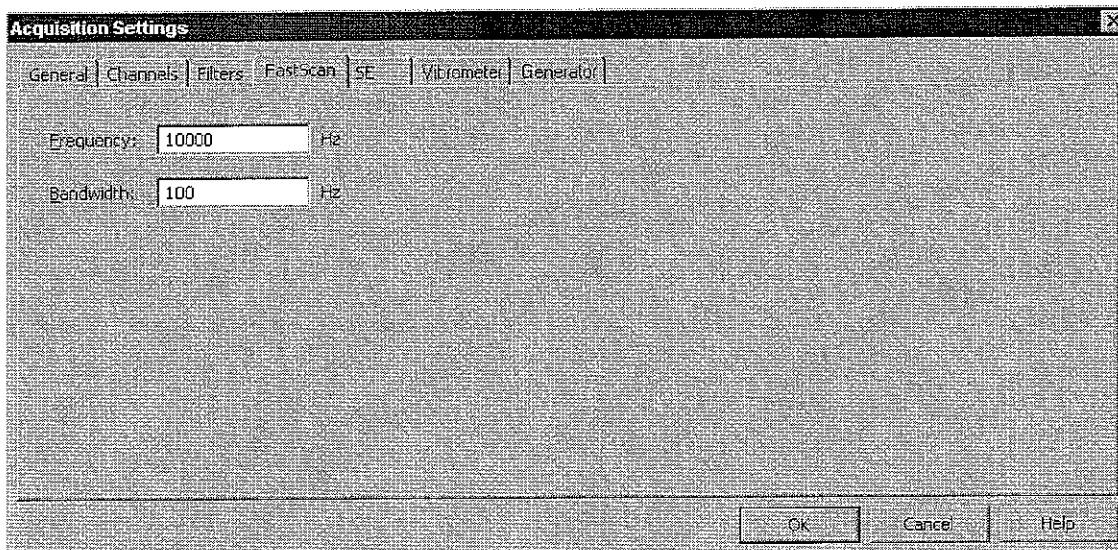 Acquisition Settings
General Channels Filters FastScan SE Vibrometer Generator
Frequency: 10000 Hz
Bandwidth: 100 Hz
OK Cancel Help